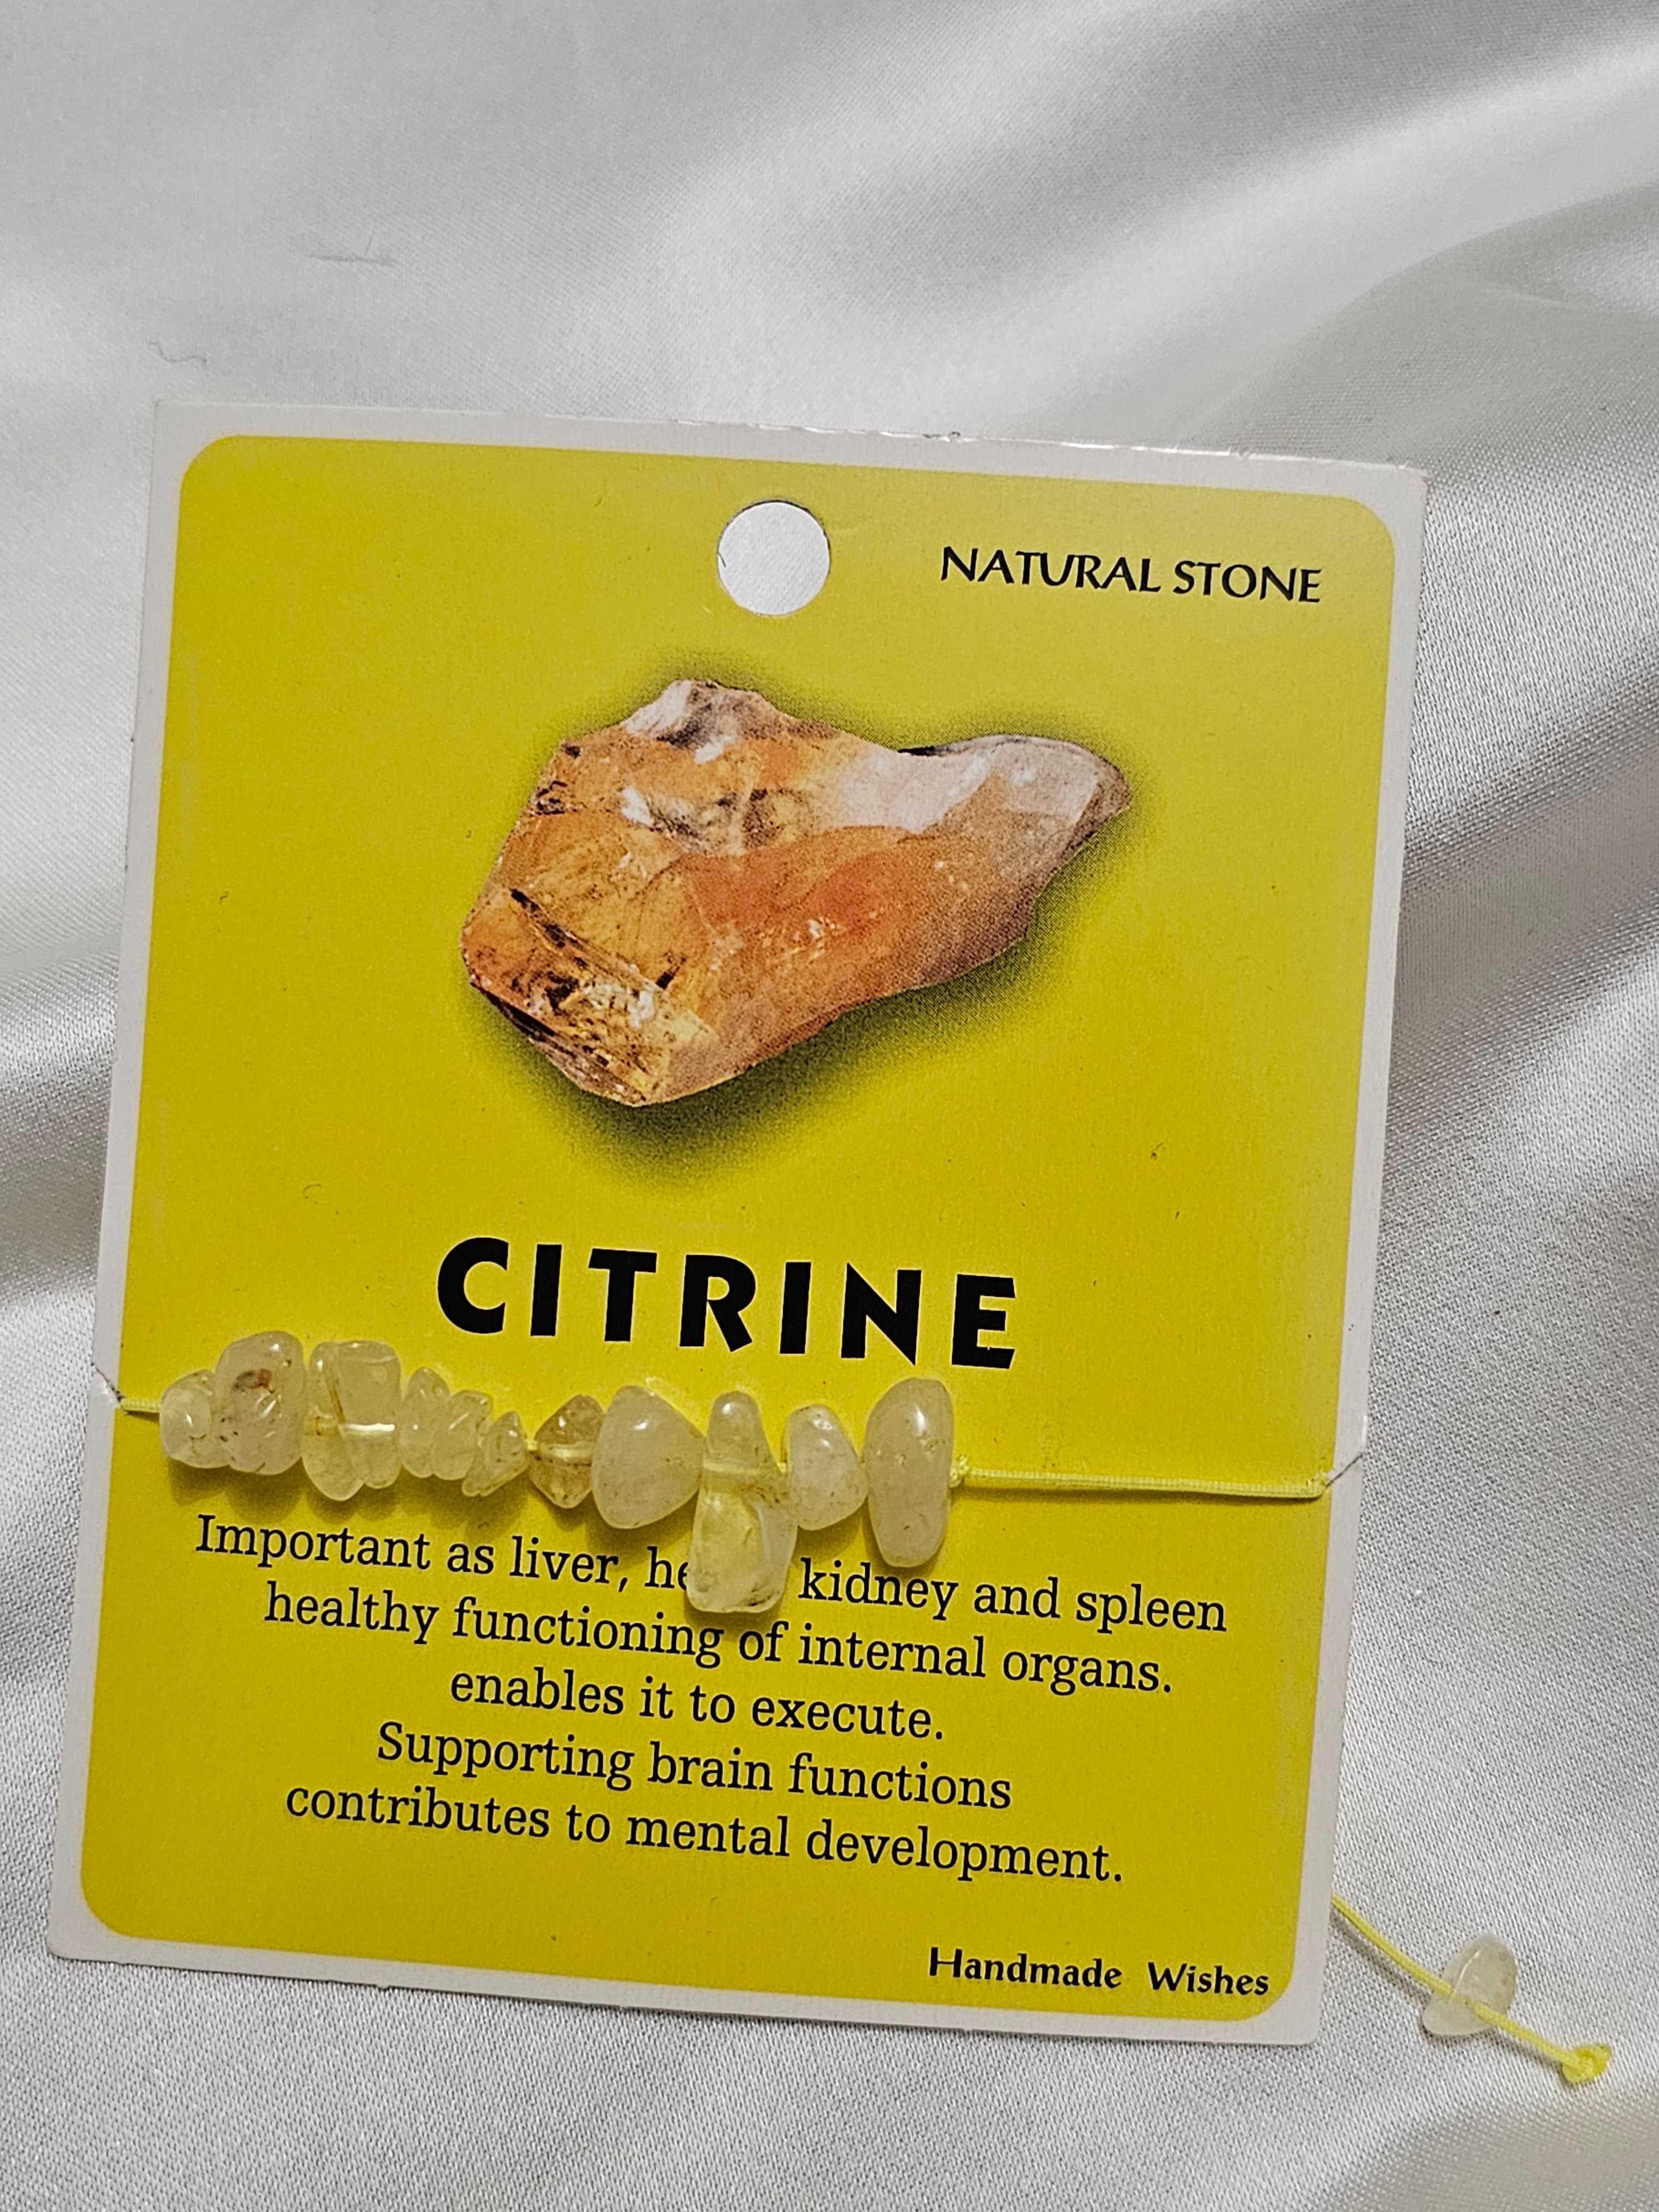 NATURAL STONE
CITRINE
Important as liver, kidney and spleen
healthy functioning of internal organs.
enables it to execute.
Supporting brain functions
contributes to mental development.
Handmade Wishes